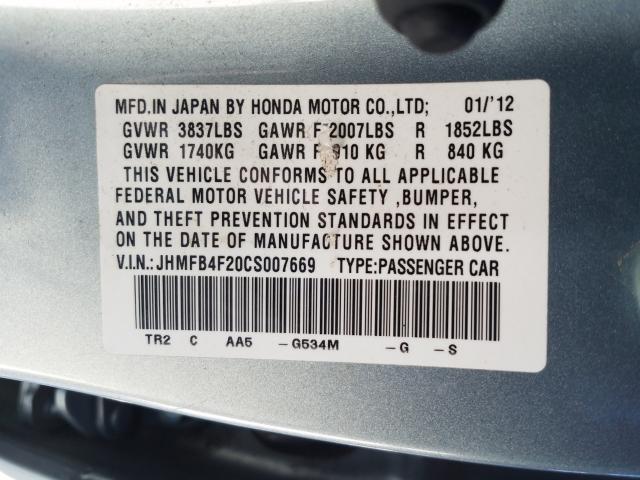 MFD.IN JAPAN BY HONDA MOTOR CO.,LTD; 01/'12
GVWR 3837LBS GAWR F 2007LBS R 1852LBS
GVWR 1740KG GAWR F 910 KG R 840 KG
THIS VEHICLE CONFORMS TO ALL APPLICABLE
FEDERAL MOTOR VEHICLE SAFETY ,BUMPER,
AND THEFT PREVENTION STANDARDS IN EFFECT
ON THE DATE OF MANUFACTURE SHOWN ABOVE.
V.I.N.:JHMFB4F20CS007669 TYPE:PASSENGER CAR
TR2 C AA5 -G534M -G -S